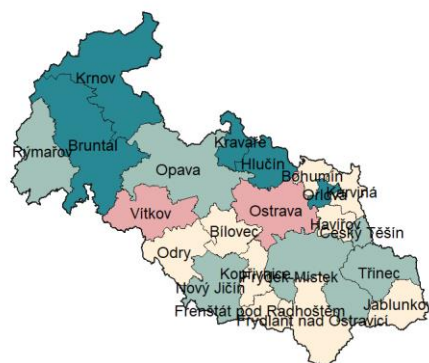 Krnov
Rýmařov
Bruntál
Kravaře
Opava
Hlučín
Bohumín
Orlová
Karviná
Vítkov
Ostrava
Havířov
Český Těšín
Bílovec
Odry
Kopřivnice
Frýdek-Místek
Třinec
Nový Jičín
Jablunkov
Frenštát pod Radhoštěm
Frýdlant nad Ostravicí